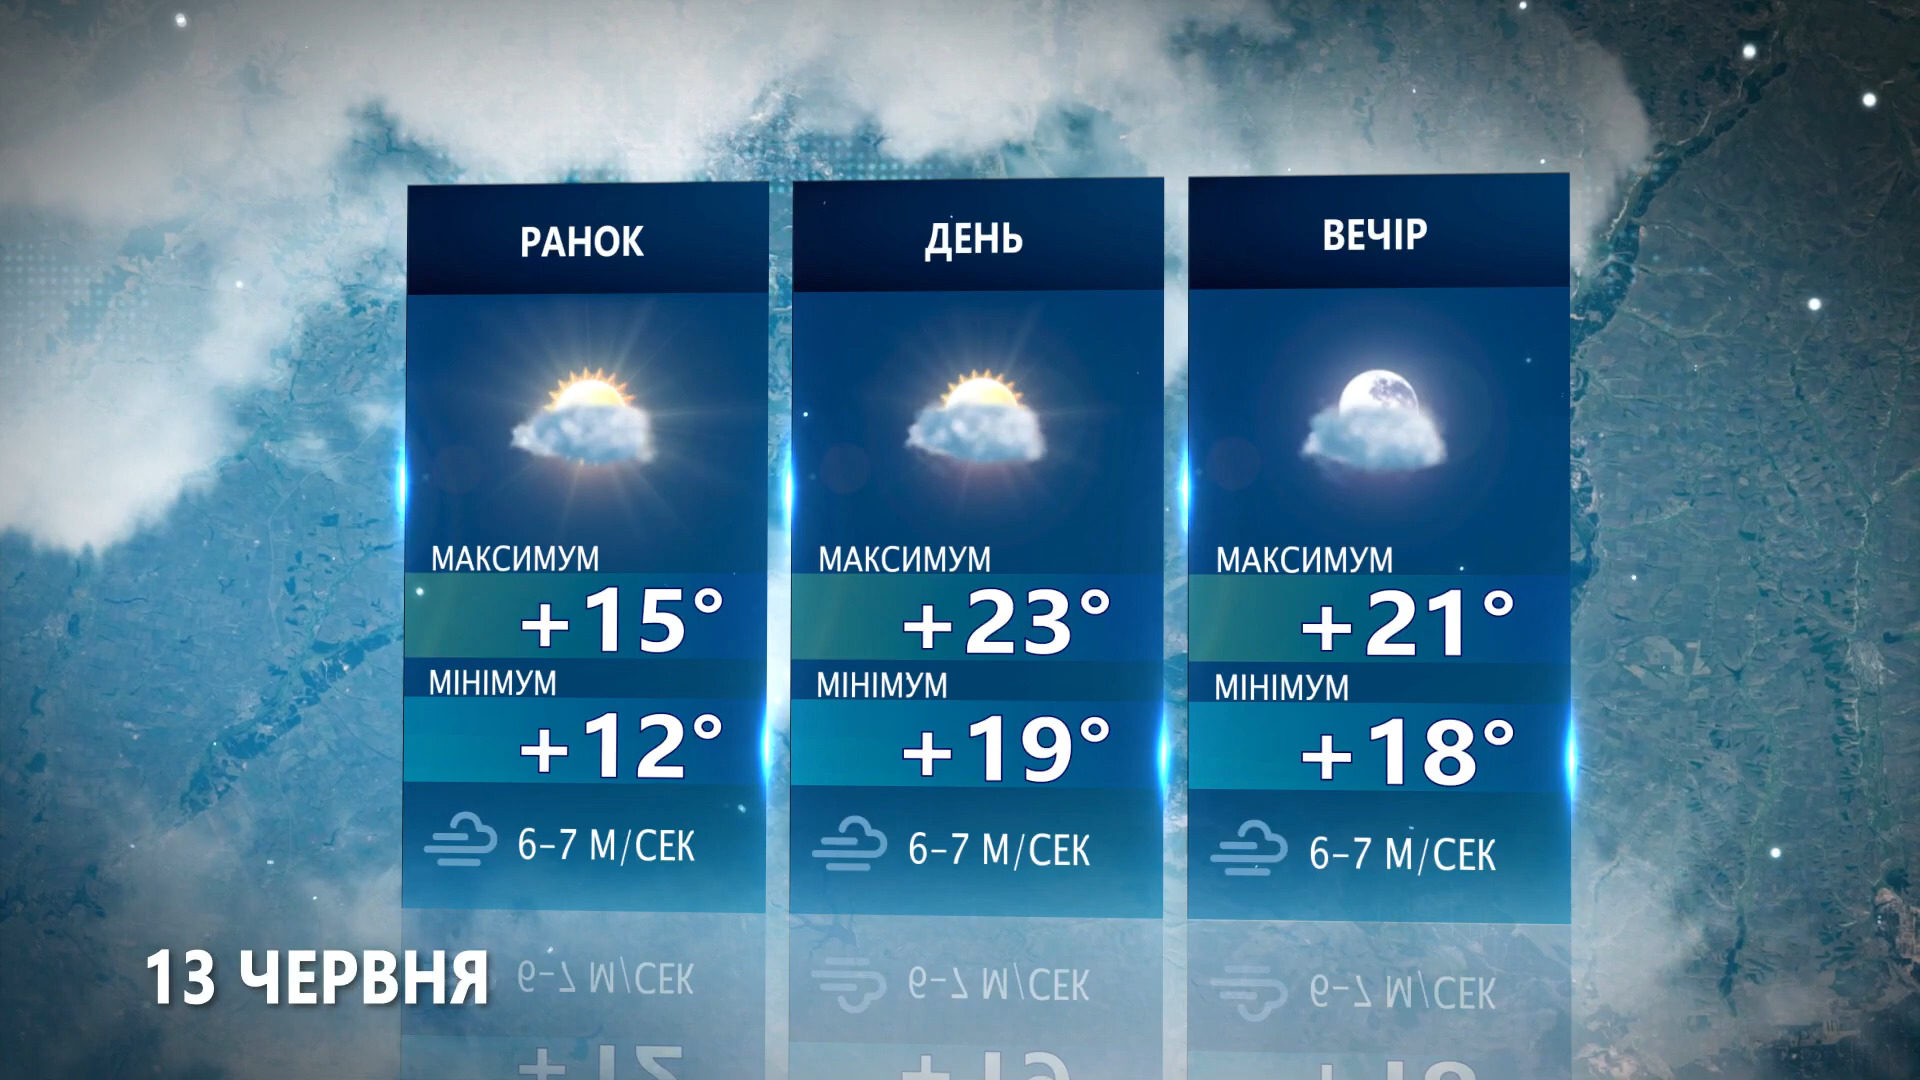 РАНОК
МАКСИМУМ
+15°
МІНІМУМ
+12°
6–7 М/СЕК
ДЕНЬ
МАКСИМУМ
+23°
МІНІМУМ
+19°
6–7 М/СЕК
ВЕЧІР
МАКСИМУМ
+21°
МІНІМУМ
+18°
6–7 М/СЕК
13 ЧЕРВНЯ